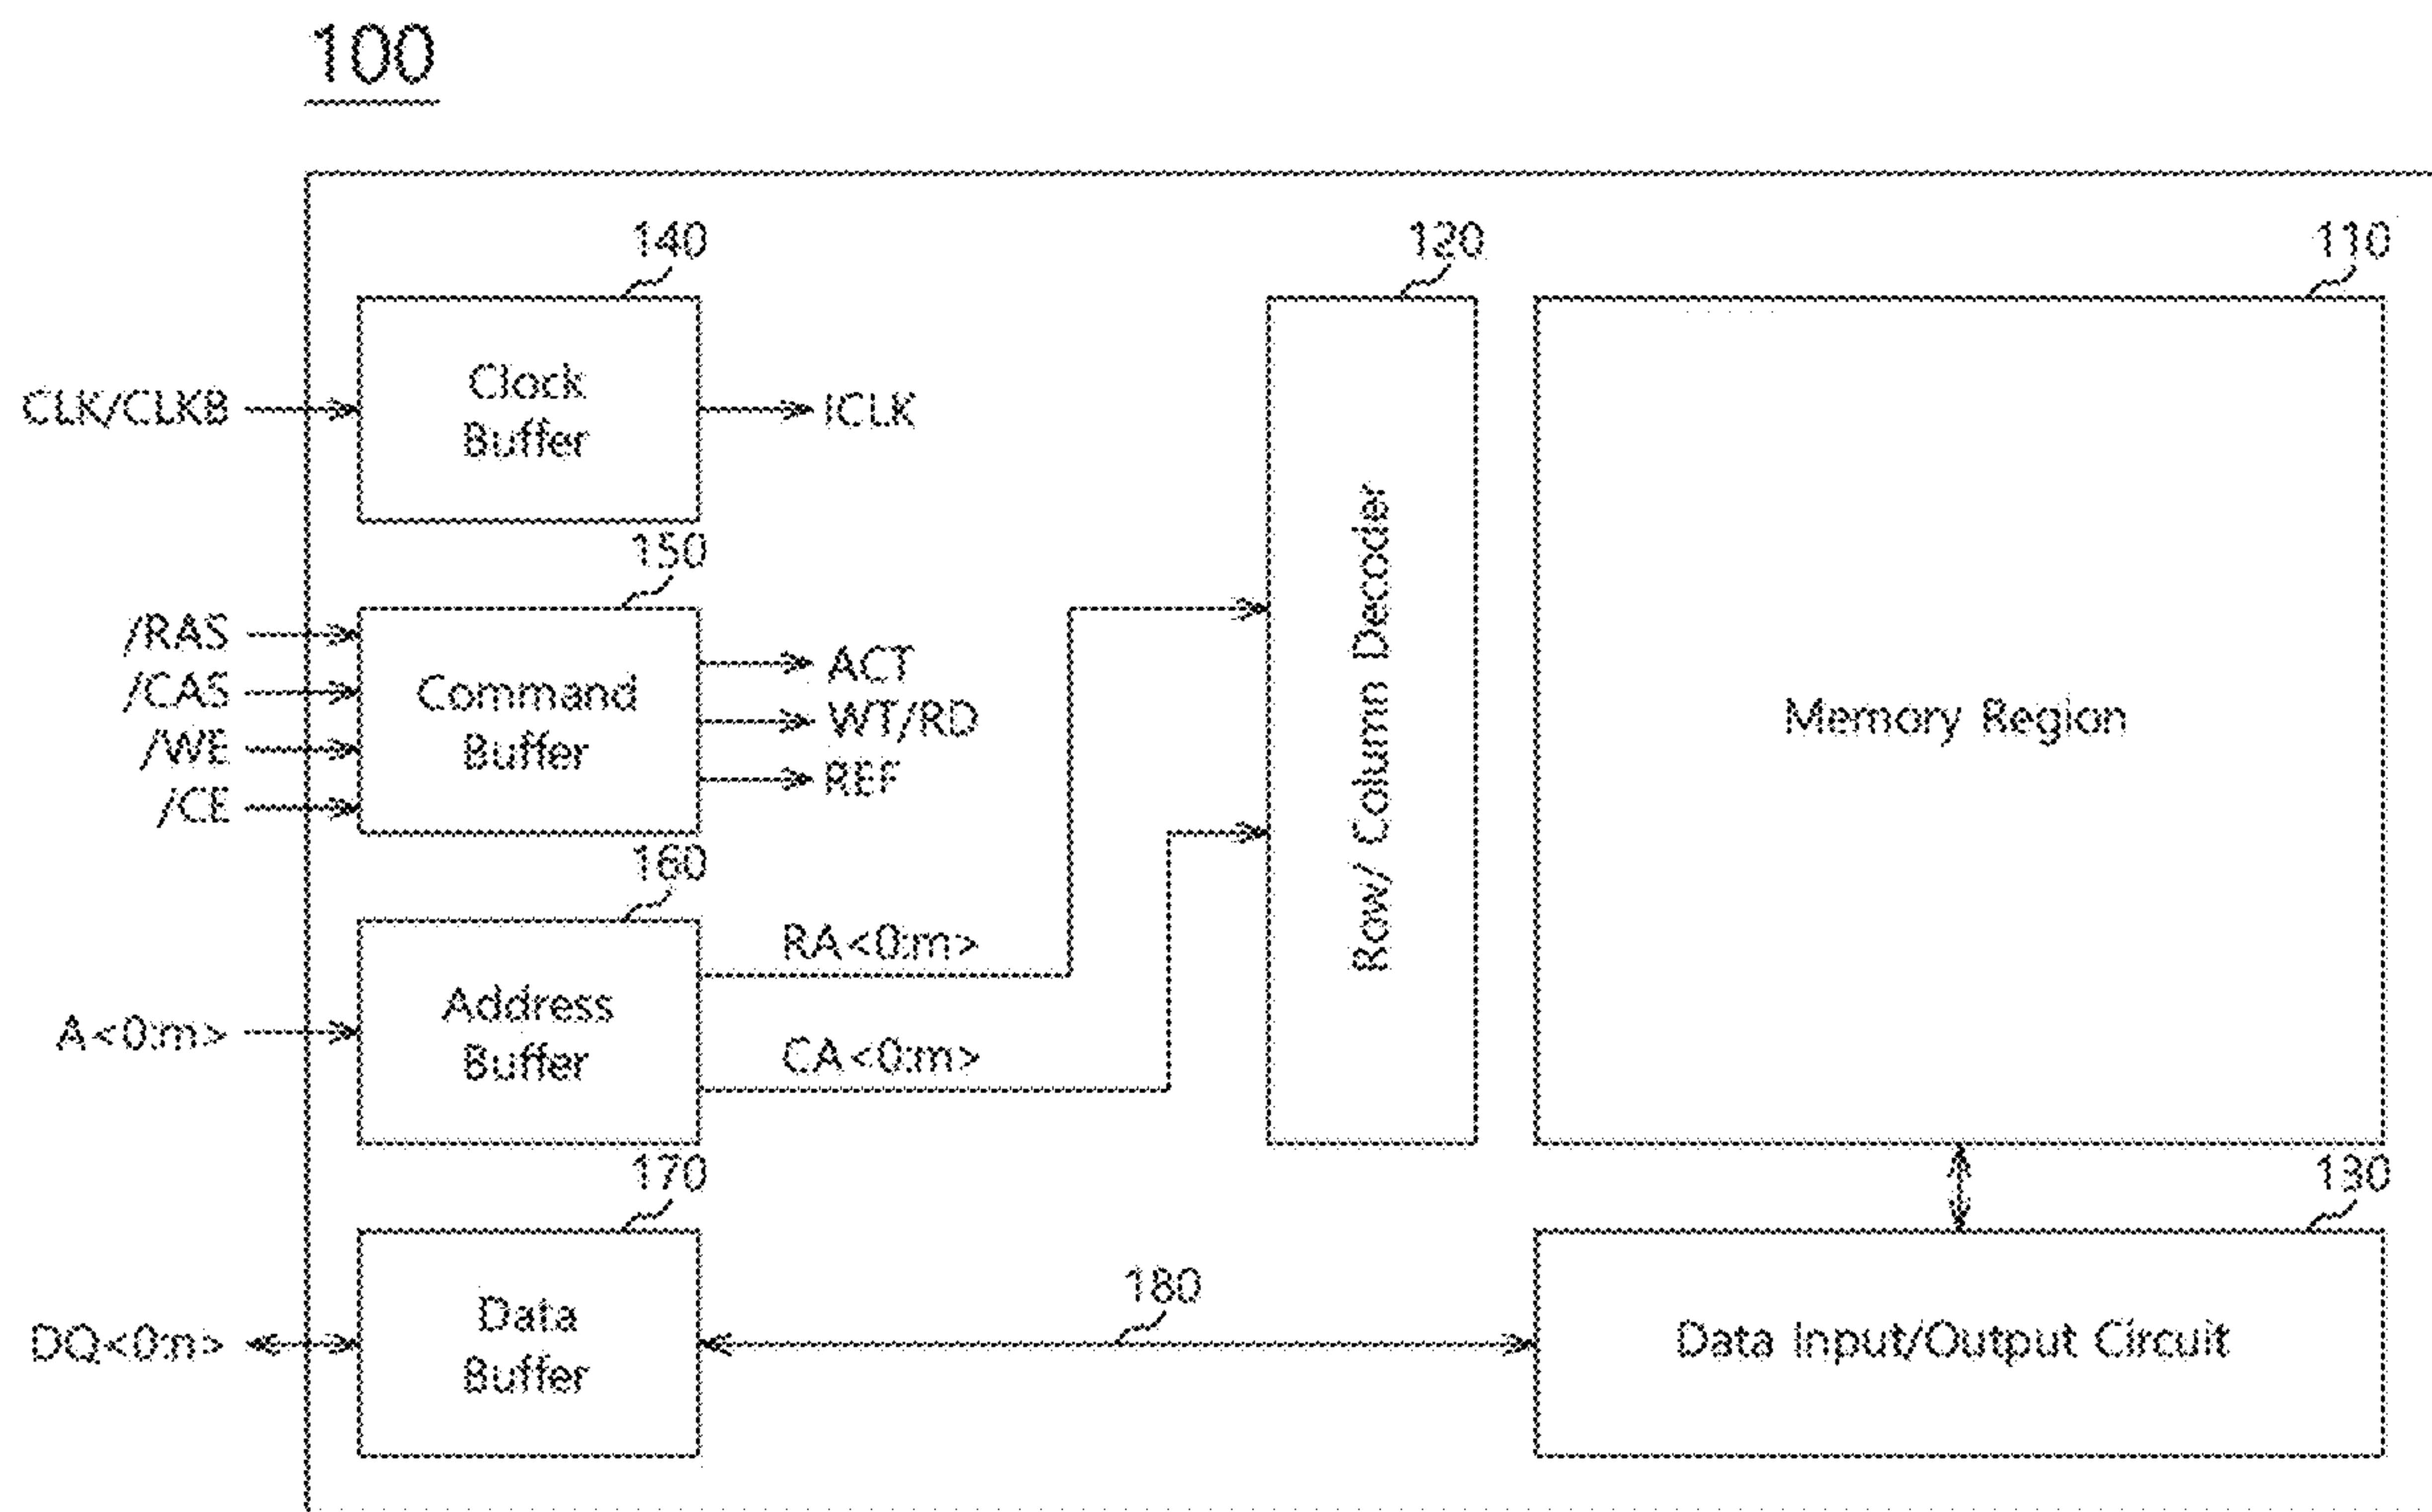 100
140
120
110
CLK/CLKB
Clock
Buffer
ICLK
150
/RAS
/CAS
/WE
/CE
Command
Buffer
ACT
WT/RD
REF
Row/ Column Decoder
Memory Region
160
A<0:m>
Address
Buffer
RA<0:m>
CA<0:m>
170
130
DQ<0:n>
Data
Buffer
180
Data Input/Output Circuit